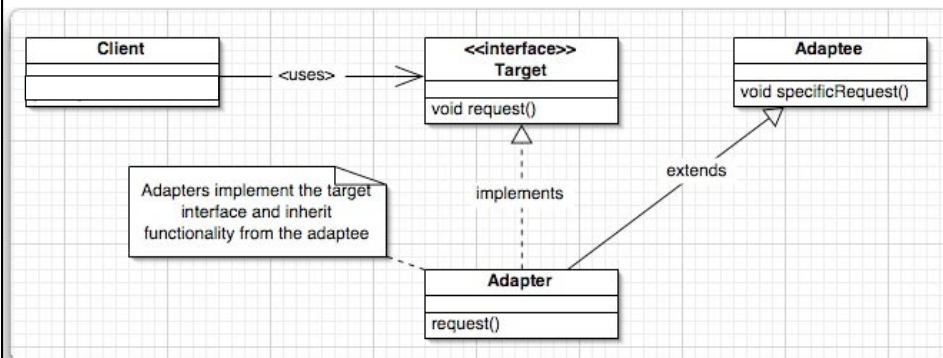 Client
<uses>
<<interface>>
Target
void request()
Adaptee
void specificRequest()
Adapters implement the target
interface and inherit
functionality from the adaptee
implements
extends
Adapter
request()